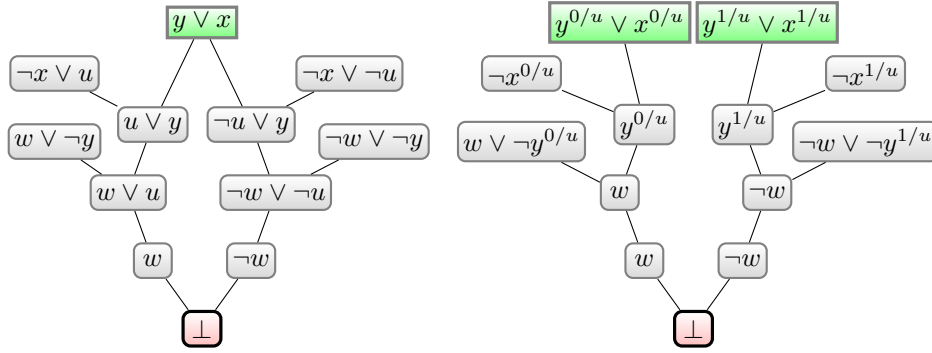 y ∨ x y^{0/u} ∨ x^{0/u} y^{1/u} ∨ x^{1/u}
¬x ∨ u ¬x ∨ ¬u ¬x^{0/u} ¬x^{1/u}
u ∨ y ¬u ∨ y y^{0/u} y^{1/u}
w ∨ ¬y ¬w ∨ ¬y w ∨ ¬y^{0/u} ¬w ∨ ¬y^{1/u}
w ∨ u ¬w ∨ ¬u w ¬w
w ¬w w ¬w
⊥ ⊥